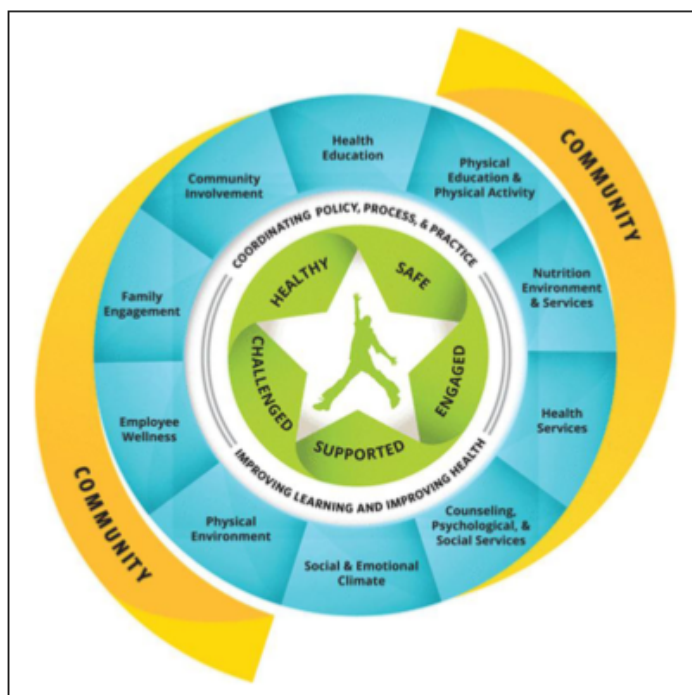 COMMUNITY
Health
Education
Physical
Education &
Physical Activity
Nutrition
Environment
& Services
Health
Services
Counseling,
Psychological, &
Social Services
Social & Emotional
Climate
Physical
Environment
Employee
Wellness
Family
Engagement
Community
Involvement
COORDINATING POLICY, PROCESS, & PRACTICE
IMPROVING LEARNING AND IMPROVING HEALTH
HEALTHY
SAFE
ENGAGED
SUPPORTED
CHALLENGED
COMMUNITY